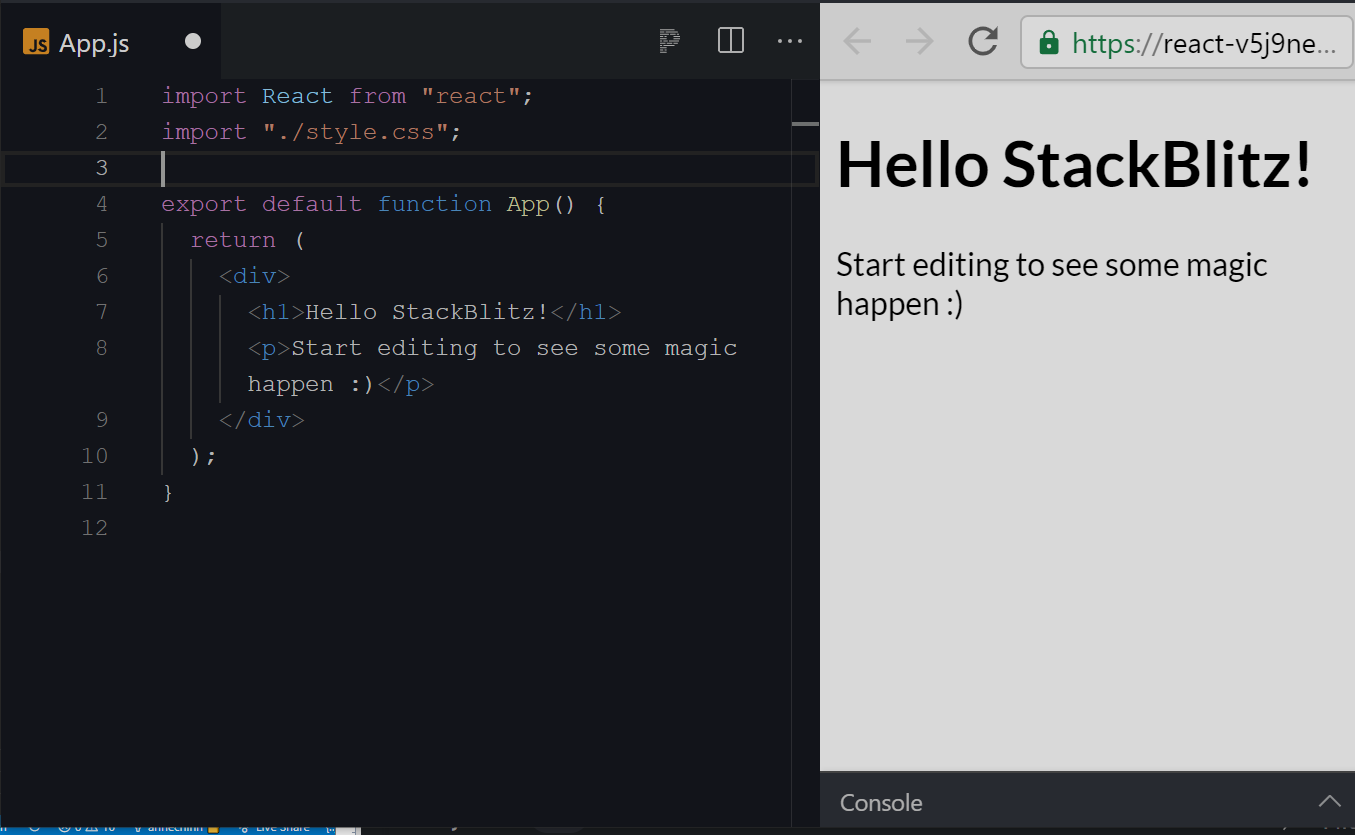 JS App.js
https://react-v5j9ne...
1 import React from "react";
2 import "./style.css";
3
4 export default function App() {
5 return (
6 <div>
7 <h1>Hello StackBlitz!</h1>
8 <p>Start editing to see some magic
happen :)</p>
9 </div>
10 );
11 }
12
Hello StackBlitz!
Start editing to see some magic
happen :)
Console
Live Share